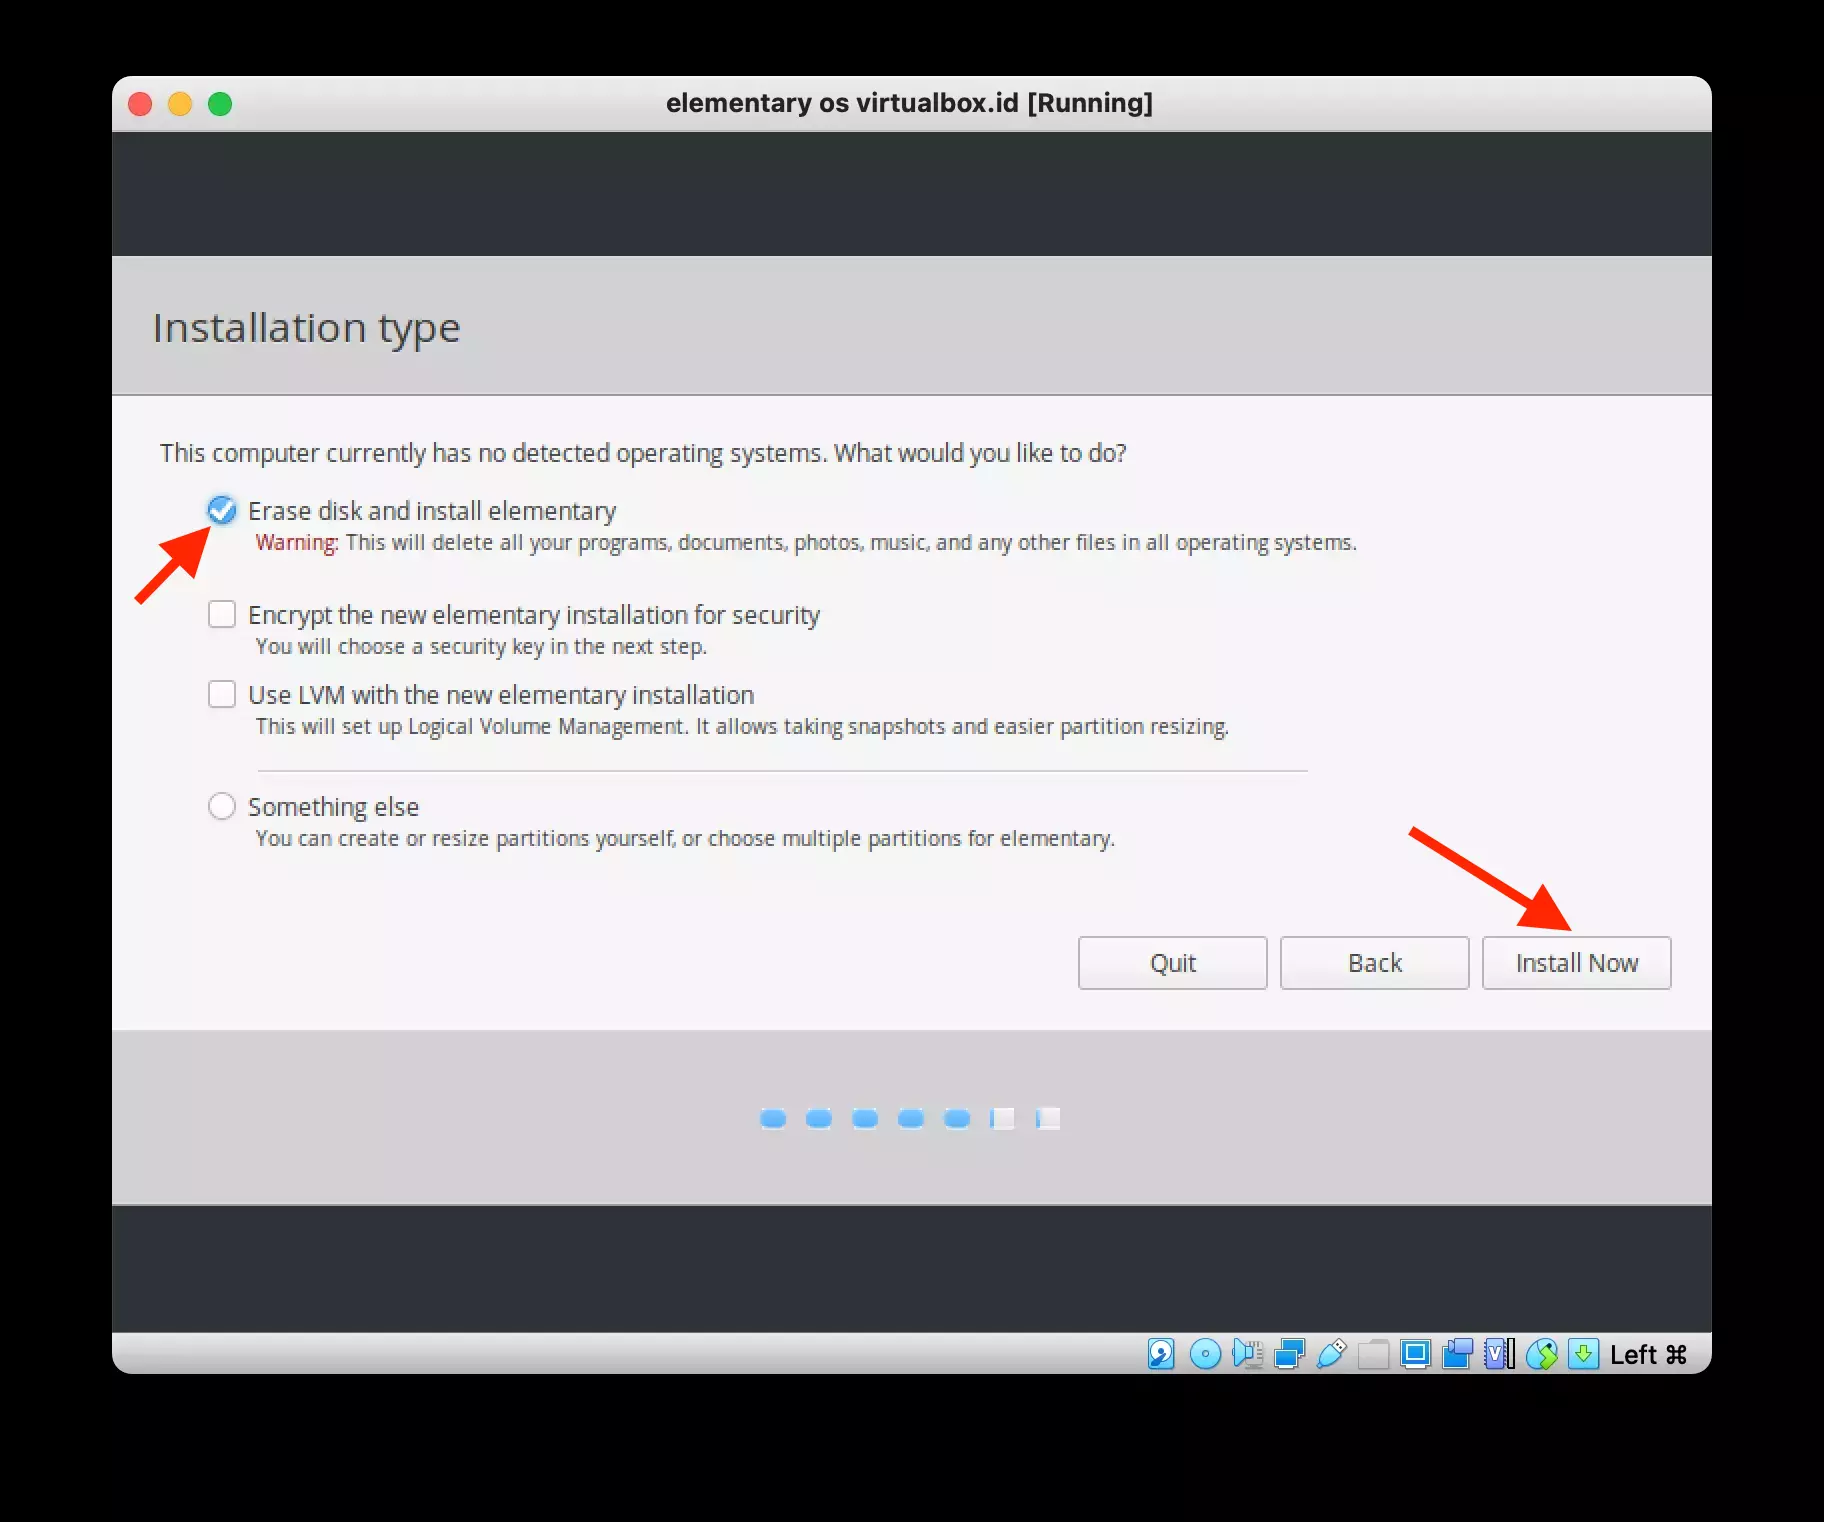 elementary os virtualbox.id [Running]
Installation type
This computer currently has no detected operating systems. What would you like to do?
Erase disk and install elementary
Warning: This will delete all your programs, documents, photos, music, and any other files in all operating systems.
Encrypt the new elementary installation for security
You will choose a security key in the next step.
Use LVM with the new elementary installation
This will set up Logical Volume Management. It allows taking snapshots and easier partition resizing.
Something else
You can create or resize partitions yourself, or choose multiple partitions for elementary.
Quit Back Install Now
Left ⌘